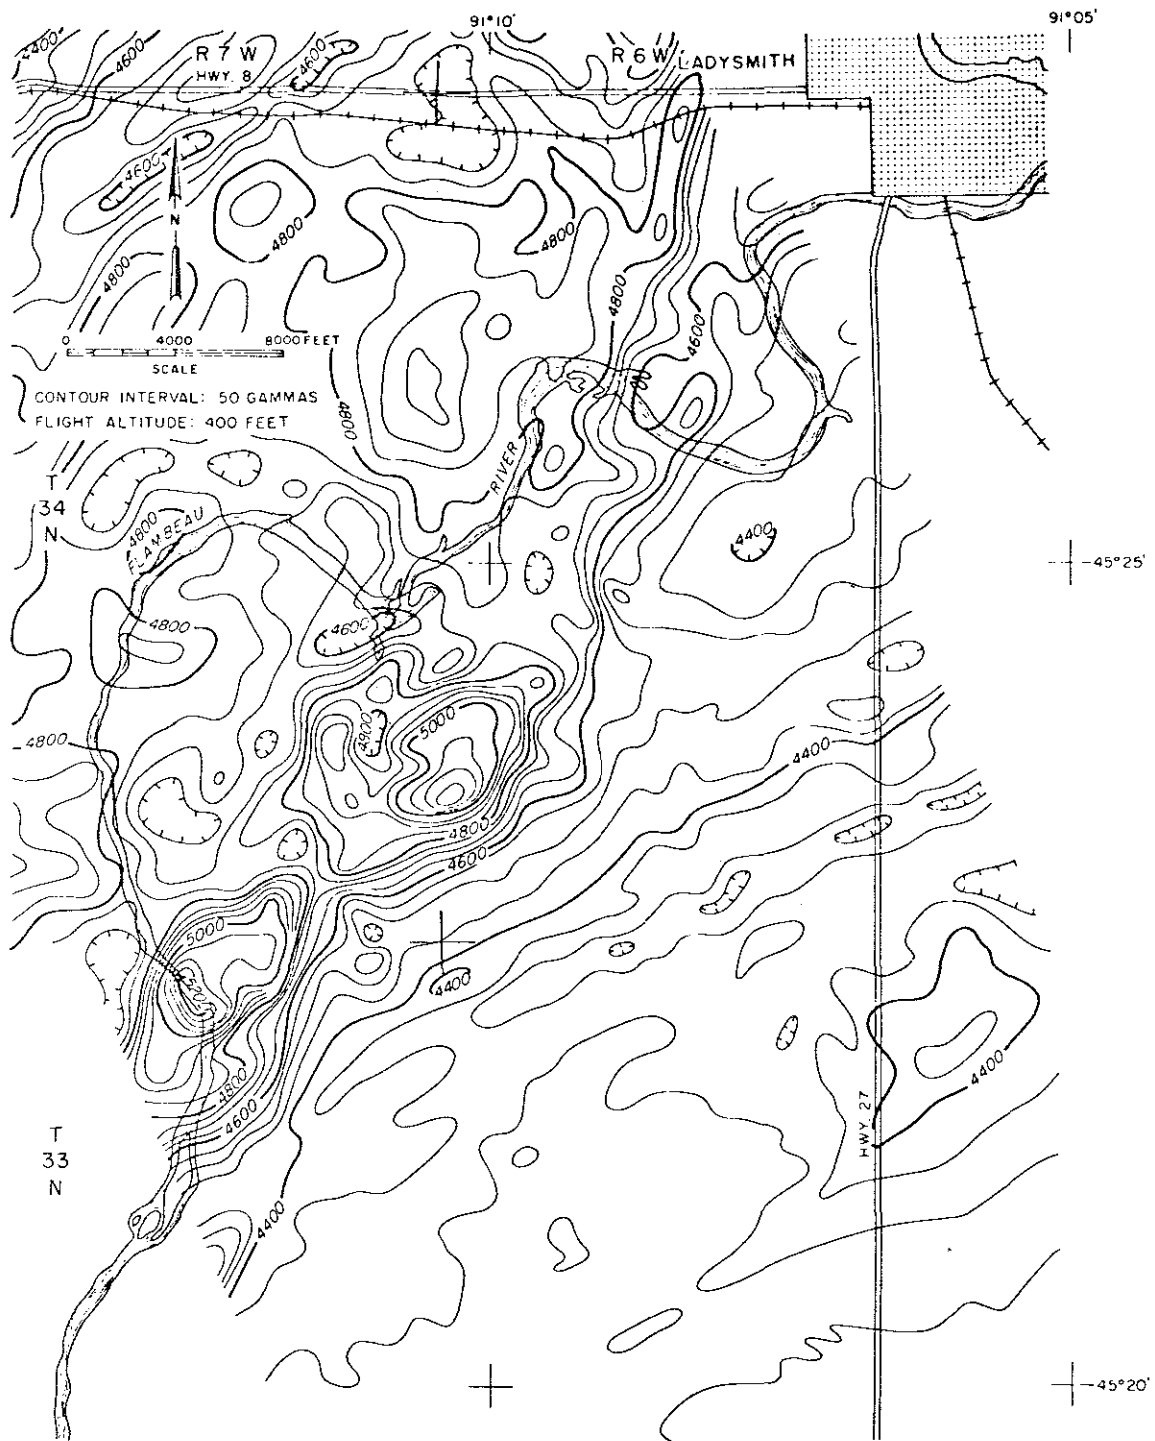 91°10'
91°05'
4400
4600
R 7 W
HWY. 8
4600
R 6 W
LADYSMITH
4600
N
4800
4800
4800
4800
4600
0 4000 8000 FEET
SCALE
CONTOUR INTERVAL: 50 GAMMAS
FLIGHT ALTITUDE: 400 FEET
4800
T
34
N
RIVER
4800
FLAMBEAU
4400
45°25'
4800
4600
4900
5000
4800
4400
4800
4600
5000
5200
4400
4400
4800
4600
HWY. 27
T
33
N
4400
45°20'